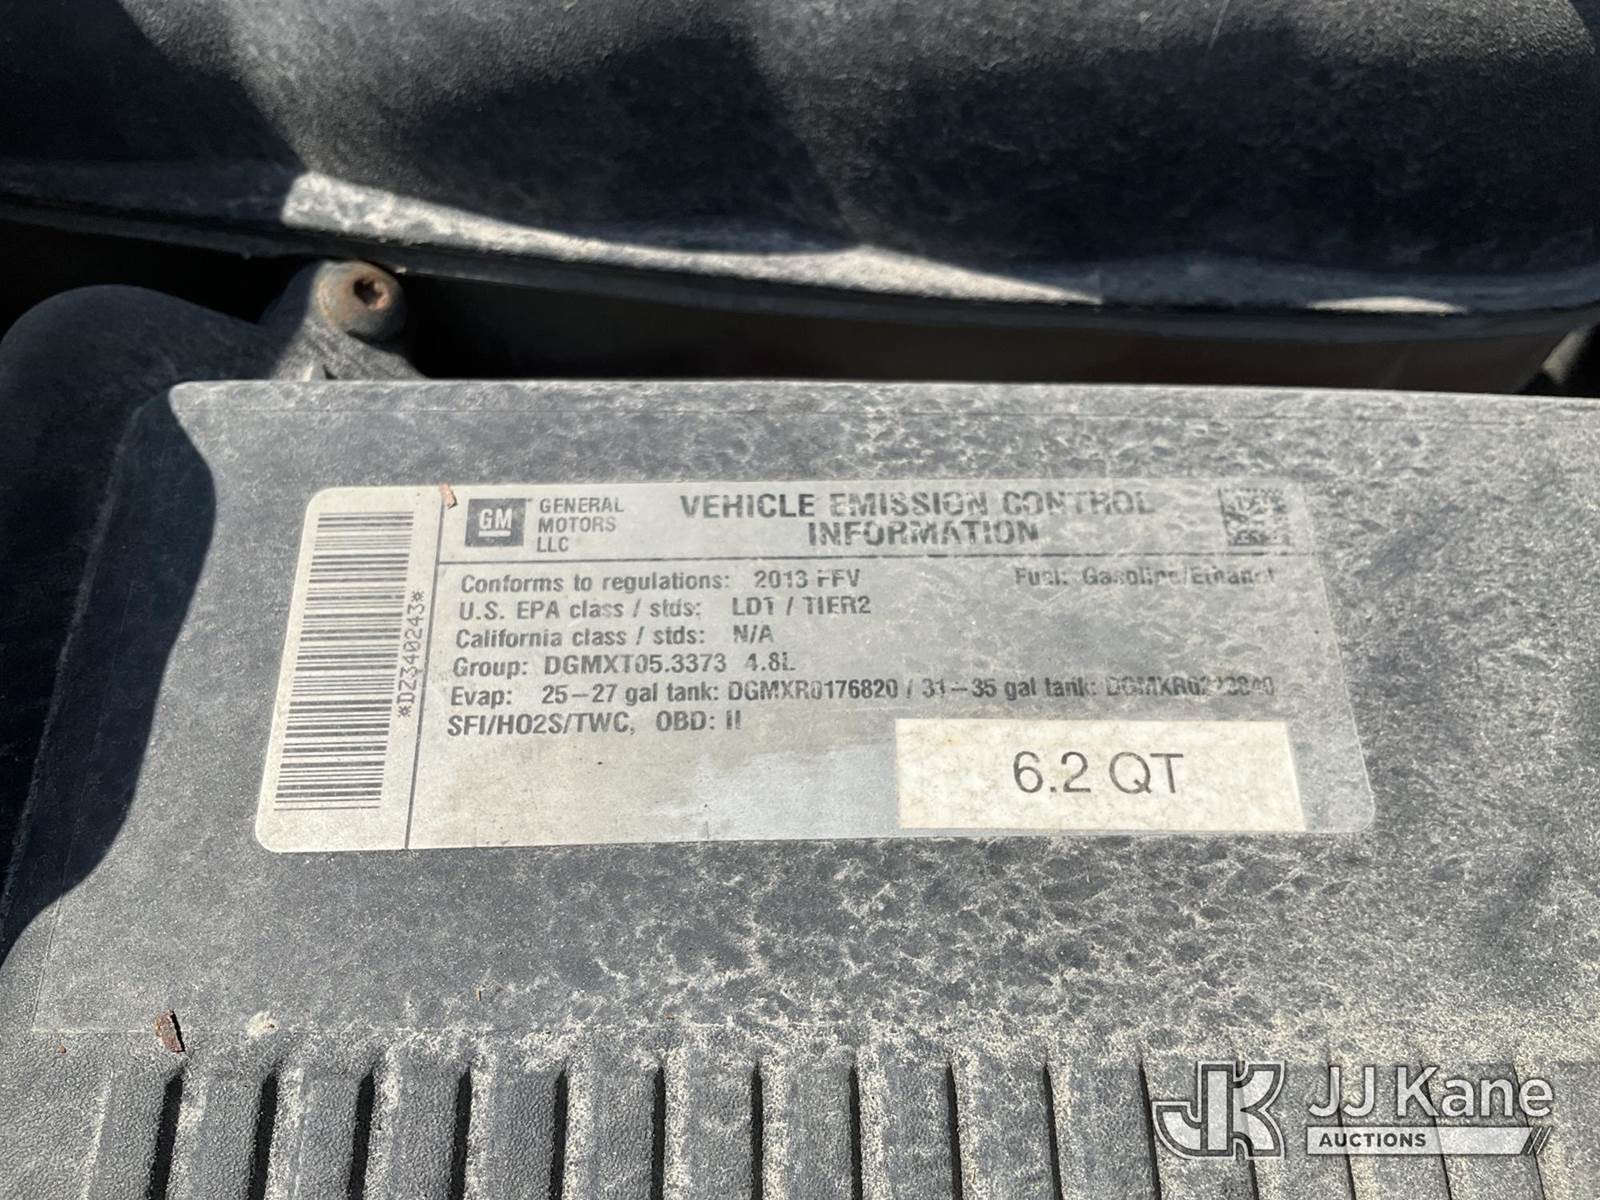 GM GENERAL MOTORS LLC
VEHICLE EMISSION CONTROL
INFORMATION
Conforms to regulations: 2013 FFV Fuel: Gasoline/Ethanol
U.S. EPA class / stds: LDT / TIER2
California class / stds: N/A
Group: DGMXT05.3373 4.8L
Evap: 25-27 gal tank: DGMXR0176820 / 31-35 gal tank:
SFI/HO2S/TWC, OBD: II
6.2 QT
*DZ340243*
JK JJ Kane
AUCTIONS